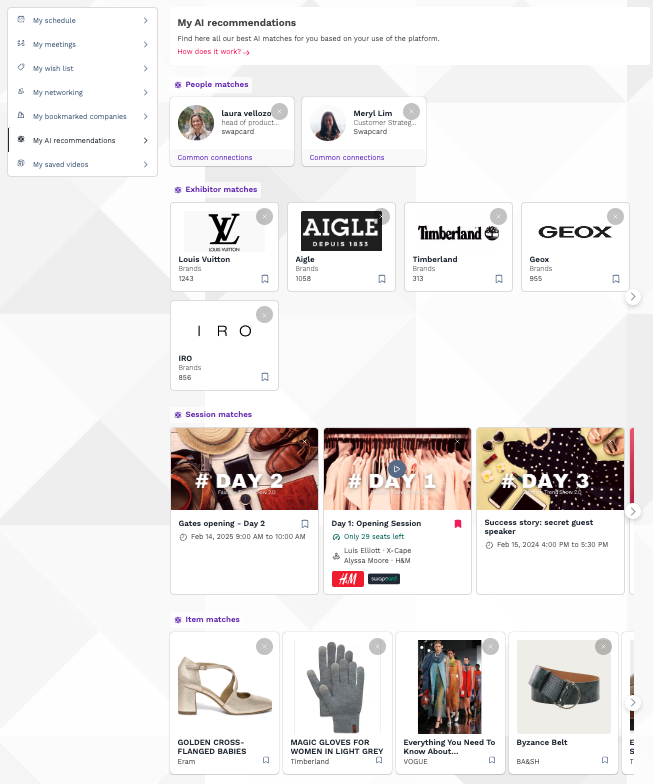 My schedule
My meetings
My wish list
My networking
My bookmarked companies
My AI recommendations
My saved videos
My AI recommendations
Find here all our best AI matches for you based on your use of the platform.
How does it work?
People matches
laura vellozo
head of product...
swapcard
Common connections
Meryl Lim
Customer Strateg...
Swapcard
Common connections
Exhibitor matches
LV
LOUIS VUITTON
Louis Vuitton
Brands
1243
AIGLE
DEPUIS 1853
Aigle
Brands
1058
Timberland
Timberland
Brands
313
GEOX
Geox
Brands
955
I R O
IRO
Brands
856
Session matches
# DAY 2
Gates opening - Day 2
Feb 14, 2025 9:00 AM to 10:00 AM
# DAY 1
Day 1: Opening Session
Only 29 seats left
Luis Elliott · X-Cape
Alyssa Moore · H&M
H&M
swapcard
# DAY 3
Success story: secret guest
speaker
Feb 15, 2024 4:00 PM to 5:30 PM
Item matches
GOLDEN CROSS-
FLANGED BABIES
Eram
MAGIC GLOVES FOR
WOMEN IN LIGHT GREY
Timberland
Everything You Need To
Know About...
VOGUE
Byzance Belt
BA&SH